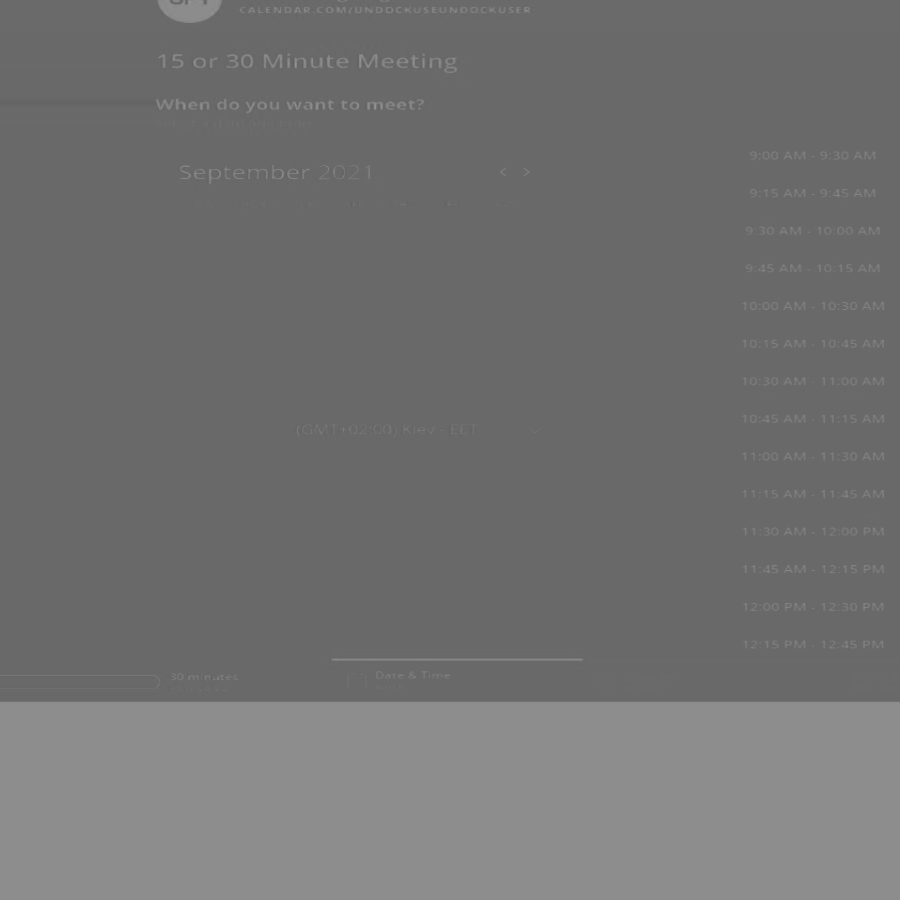 CALENDAR.COM/UNDOCKUSEUNDOCKUSER
15 or 30 Minute Meeting
When do you want to meet?
September 2021
< >
9:00 AM - 9:30 AM
9:15 AM - 9:45 AM
9:30 AM - 10:00 AM
9:45 AM - 10:15 AM
10:00 AM - 10:30 AM
10:15 AM - 10:45 AM
10:30 AM - 11:00 AM
10:45 AM - 11:15 AM
11:00 AM - 11:30 AM
11:15 AM - 11:45 AM
11:30 AM - 12:00 PM
11:45 AM - 12:15 PM
12:00 PM - 12:30 PM
12:15 PM - 12:45 PM
(GMT+02:00) Kiev - EET
30 minutes
Date & Time